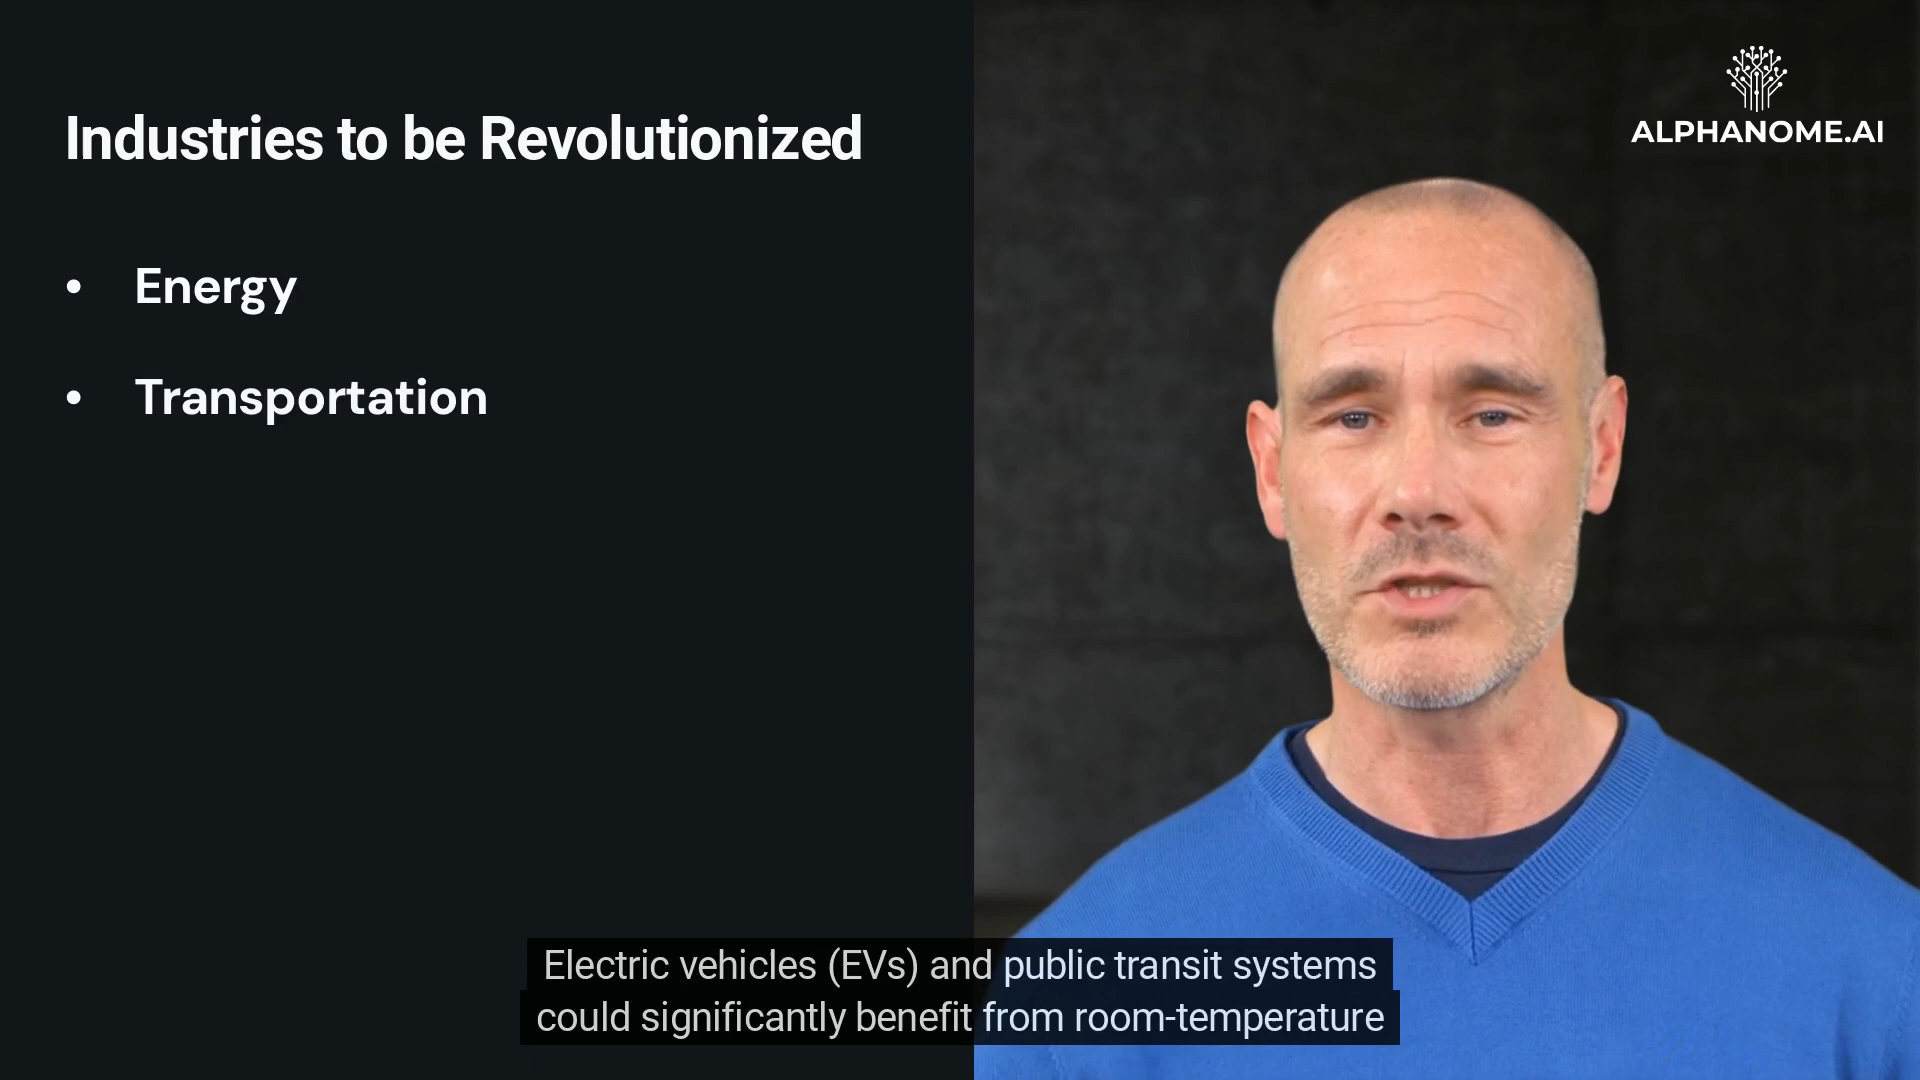 Industries to be Revolutionized
• Energy
• Transportation
ALPHANOME.AI
Electric vehicles (EVs) and public transit systems
could significantly benefit from room-temperature